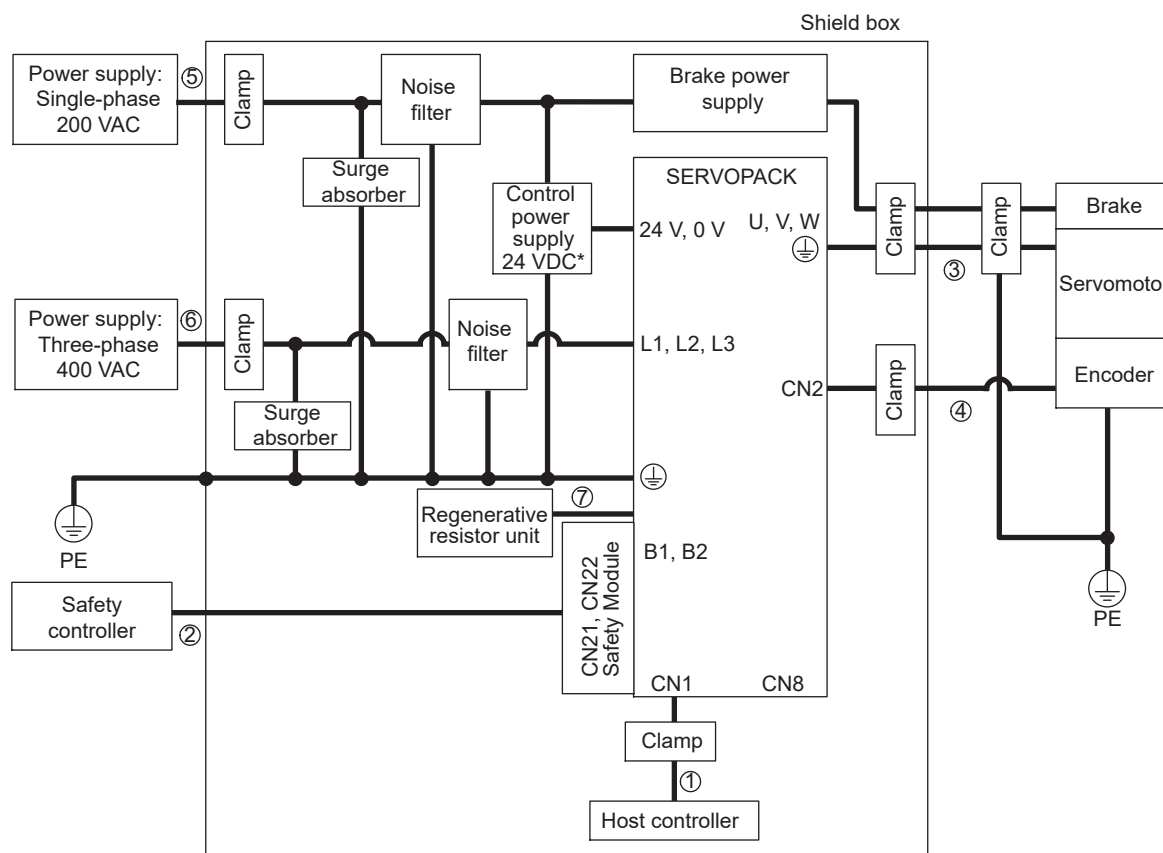 Shield box
Power supply:
Single-phase
200 VAC
⑤
Clamp
Noise
filter
Brake power
supply
Surge
absorber
Control
power
supply
24 VDC*
SERVOPACK
24 V, 0 V
U, V, W
Clamp
Clamp
③
Brake
Servomoto
Encoder
Power supply:
Three-phase
400 VAC
⑥
Clamp
Noise
filter
L1, L2, L3
CN2
Clamp
④
Surge
absorber
PE
Regenerative
resistor unit
⑦
B1, B2
CN21, CN22
Safety Module
Safety
controller
②
PE
CN1
CN8
Clamp
①
Host controller